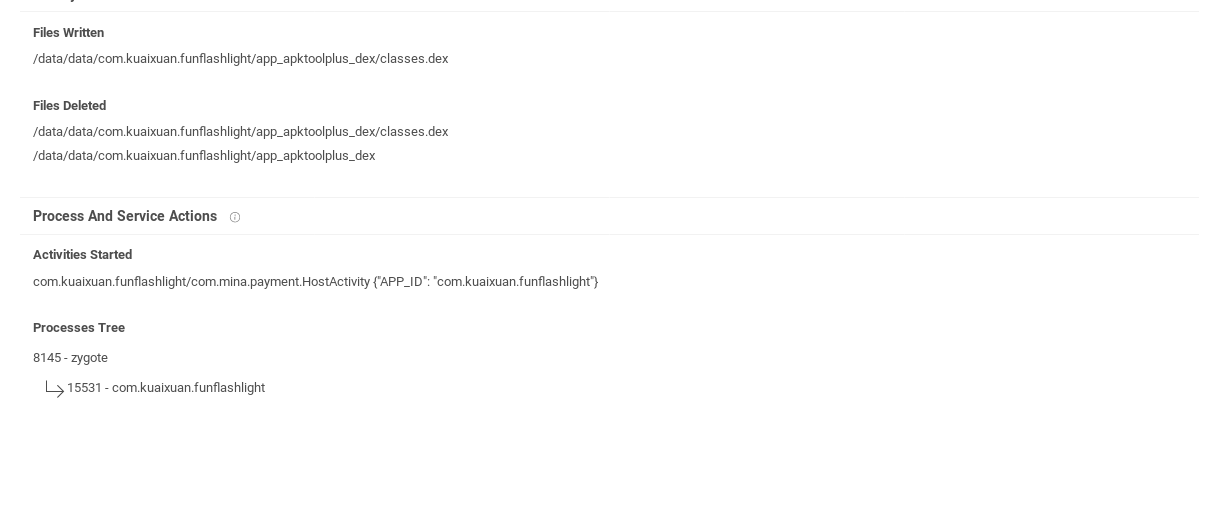 Files Written
/data/data/com.kuaixuan.funflashlight/app_apktoolplus_dex/classes.dex
Files Deleted
/data/data/com.kuaixuan.funflashlight/app_apktoolplus_dex/classes.dex
/data/data/com.kuaixuan.funflashlight/app_apktoolplus_dex
Process And Service Actions
Activities Started
com.kuaixuan.funflashlight/com.mina.payment.HostActivity {"APP_ID": "com.kuaixuan.funflashlight"}
Processes Tree
8145 - zygote
15531 - com.kuaixuan.funflashlight